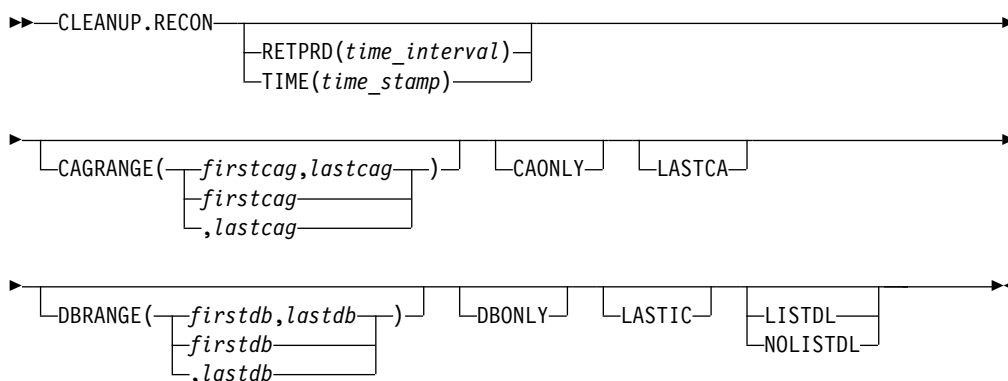 CLEANUP.RECON
RETPRD(time_interval)
TIME(time_stamp)
CAGRANGE( firstcag,lastcag ) CAONLY LASTCA
firstcag
,lastcag
DBRANGE( firstdb,lastdb ) DBONLY LASTIC LISTDL
firstdb NOLISTDL
,lastdb